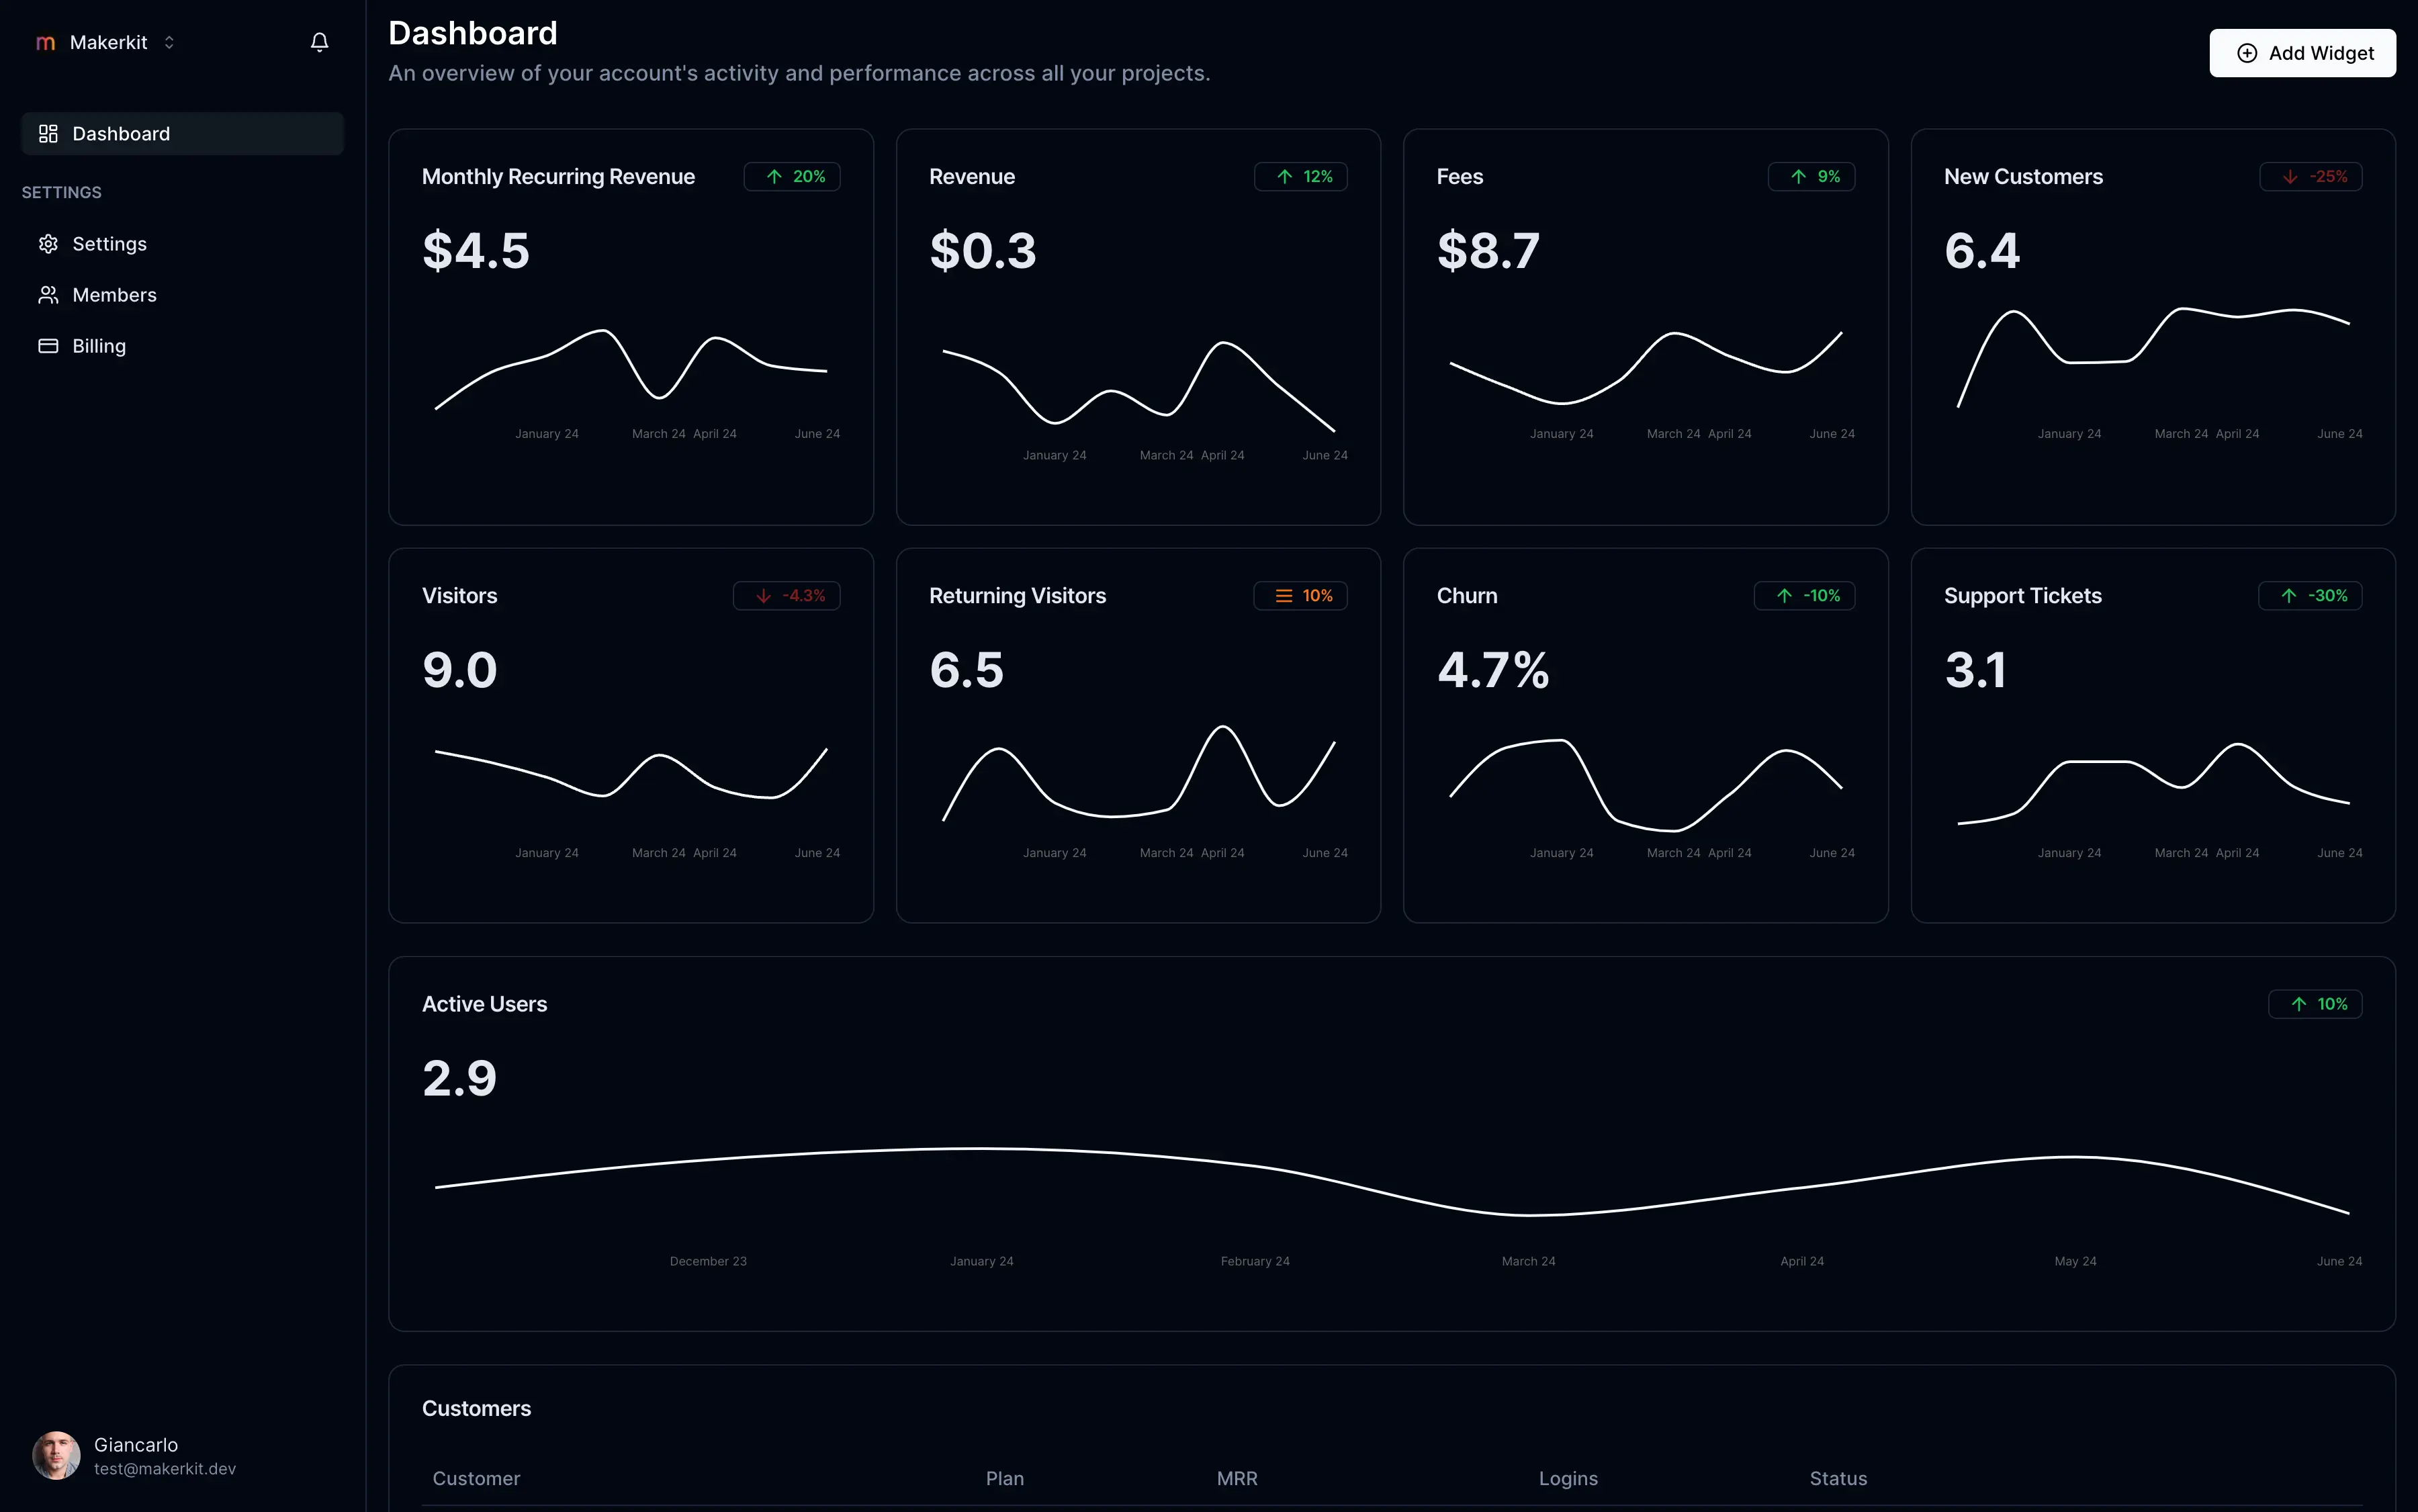 m Makerkit
Dashboard
SETTINGS
Settings
Members
Billing
Giancarlo
test@makerkit.dev
Dashboard
An overview of your account's activity and performance across all your projects.
Add Widget
Monthly Recurring Revenue
20%
$4.5
January 24 March 24 April 24 June 24
Revenue
12%
$0.3
January 24 March 24 April 24 June 24
Fees
9%
$8.7
January 24 March 24 April 24 June 24
New Customers
-25%
6.4
January 24 March 24 April 24 June 24
Visitors
-4.3%
9.0
January 24 March 24 April 24 June 24
Returning Visitors
10%
6.5
January 24 March 24 April 24 June 24
Churn
-10%
4.7%
January 24 March 24 April 24 June 24
Support Tickets
-30%
3.1
January 24 March 24 April 24 June 24
Active Users
10%
2.9
December 23 January 24 February 24 March 24 April 24 May 24 June 24
Customers
Customer Plan MRR Logins Status